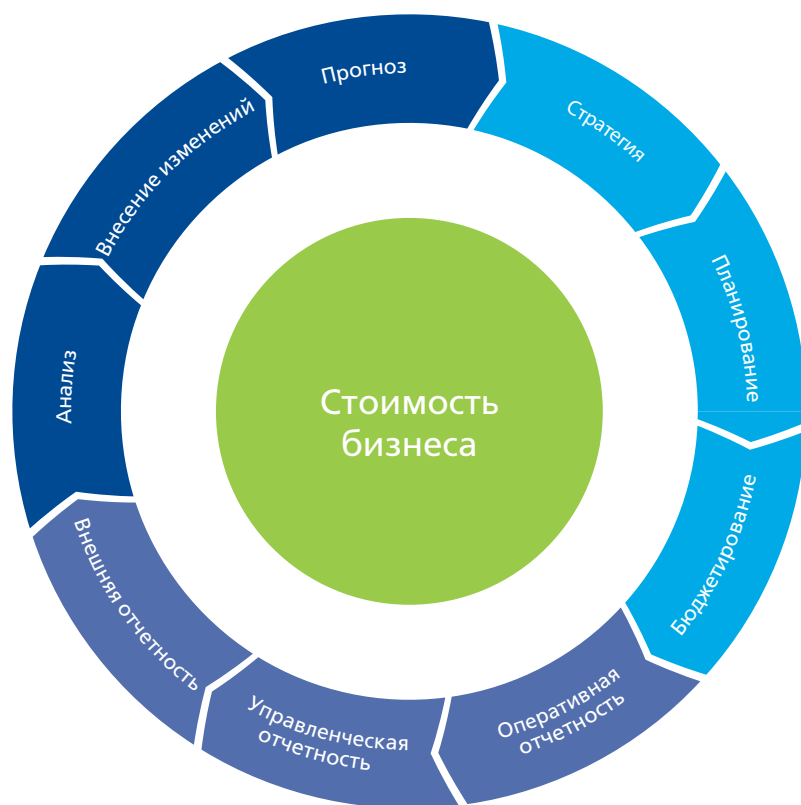 Прогноз
Стратегия
Планирование
Бюджетирование
Оперативная
отчетность
Управленческая
отчетность
Внешняя отчетность
Анализ
Внесение изменений
Стоимость
бизнеса